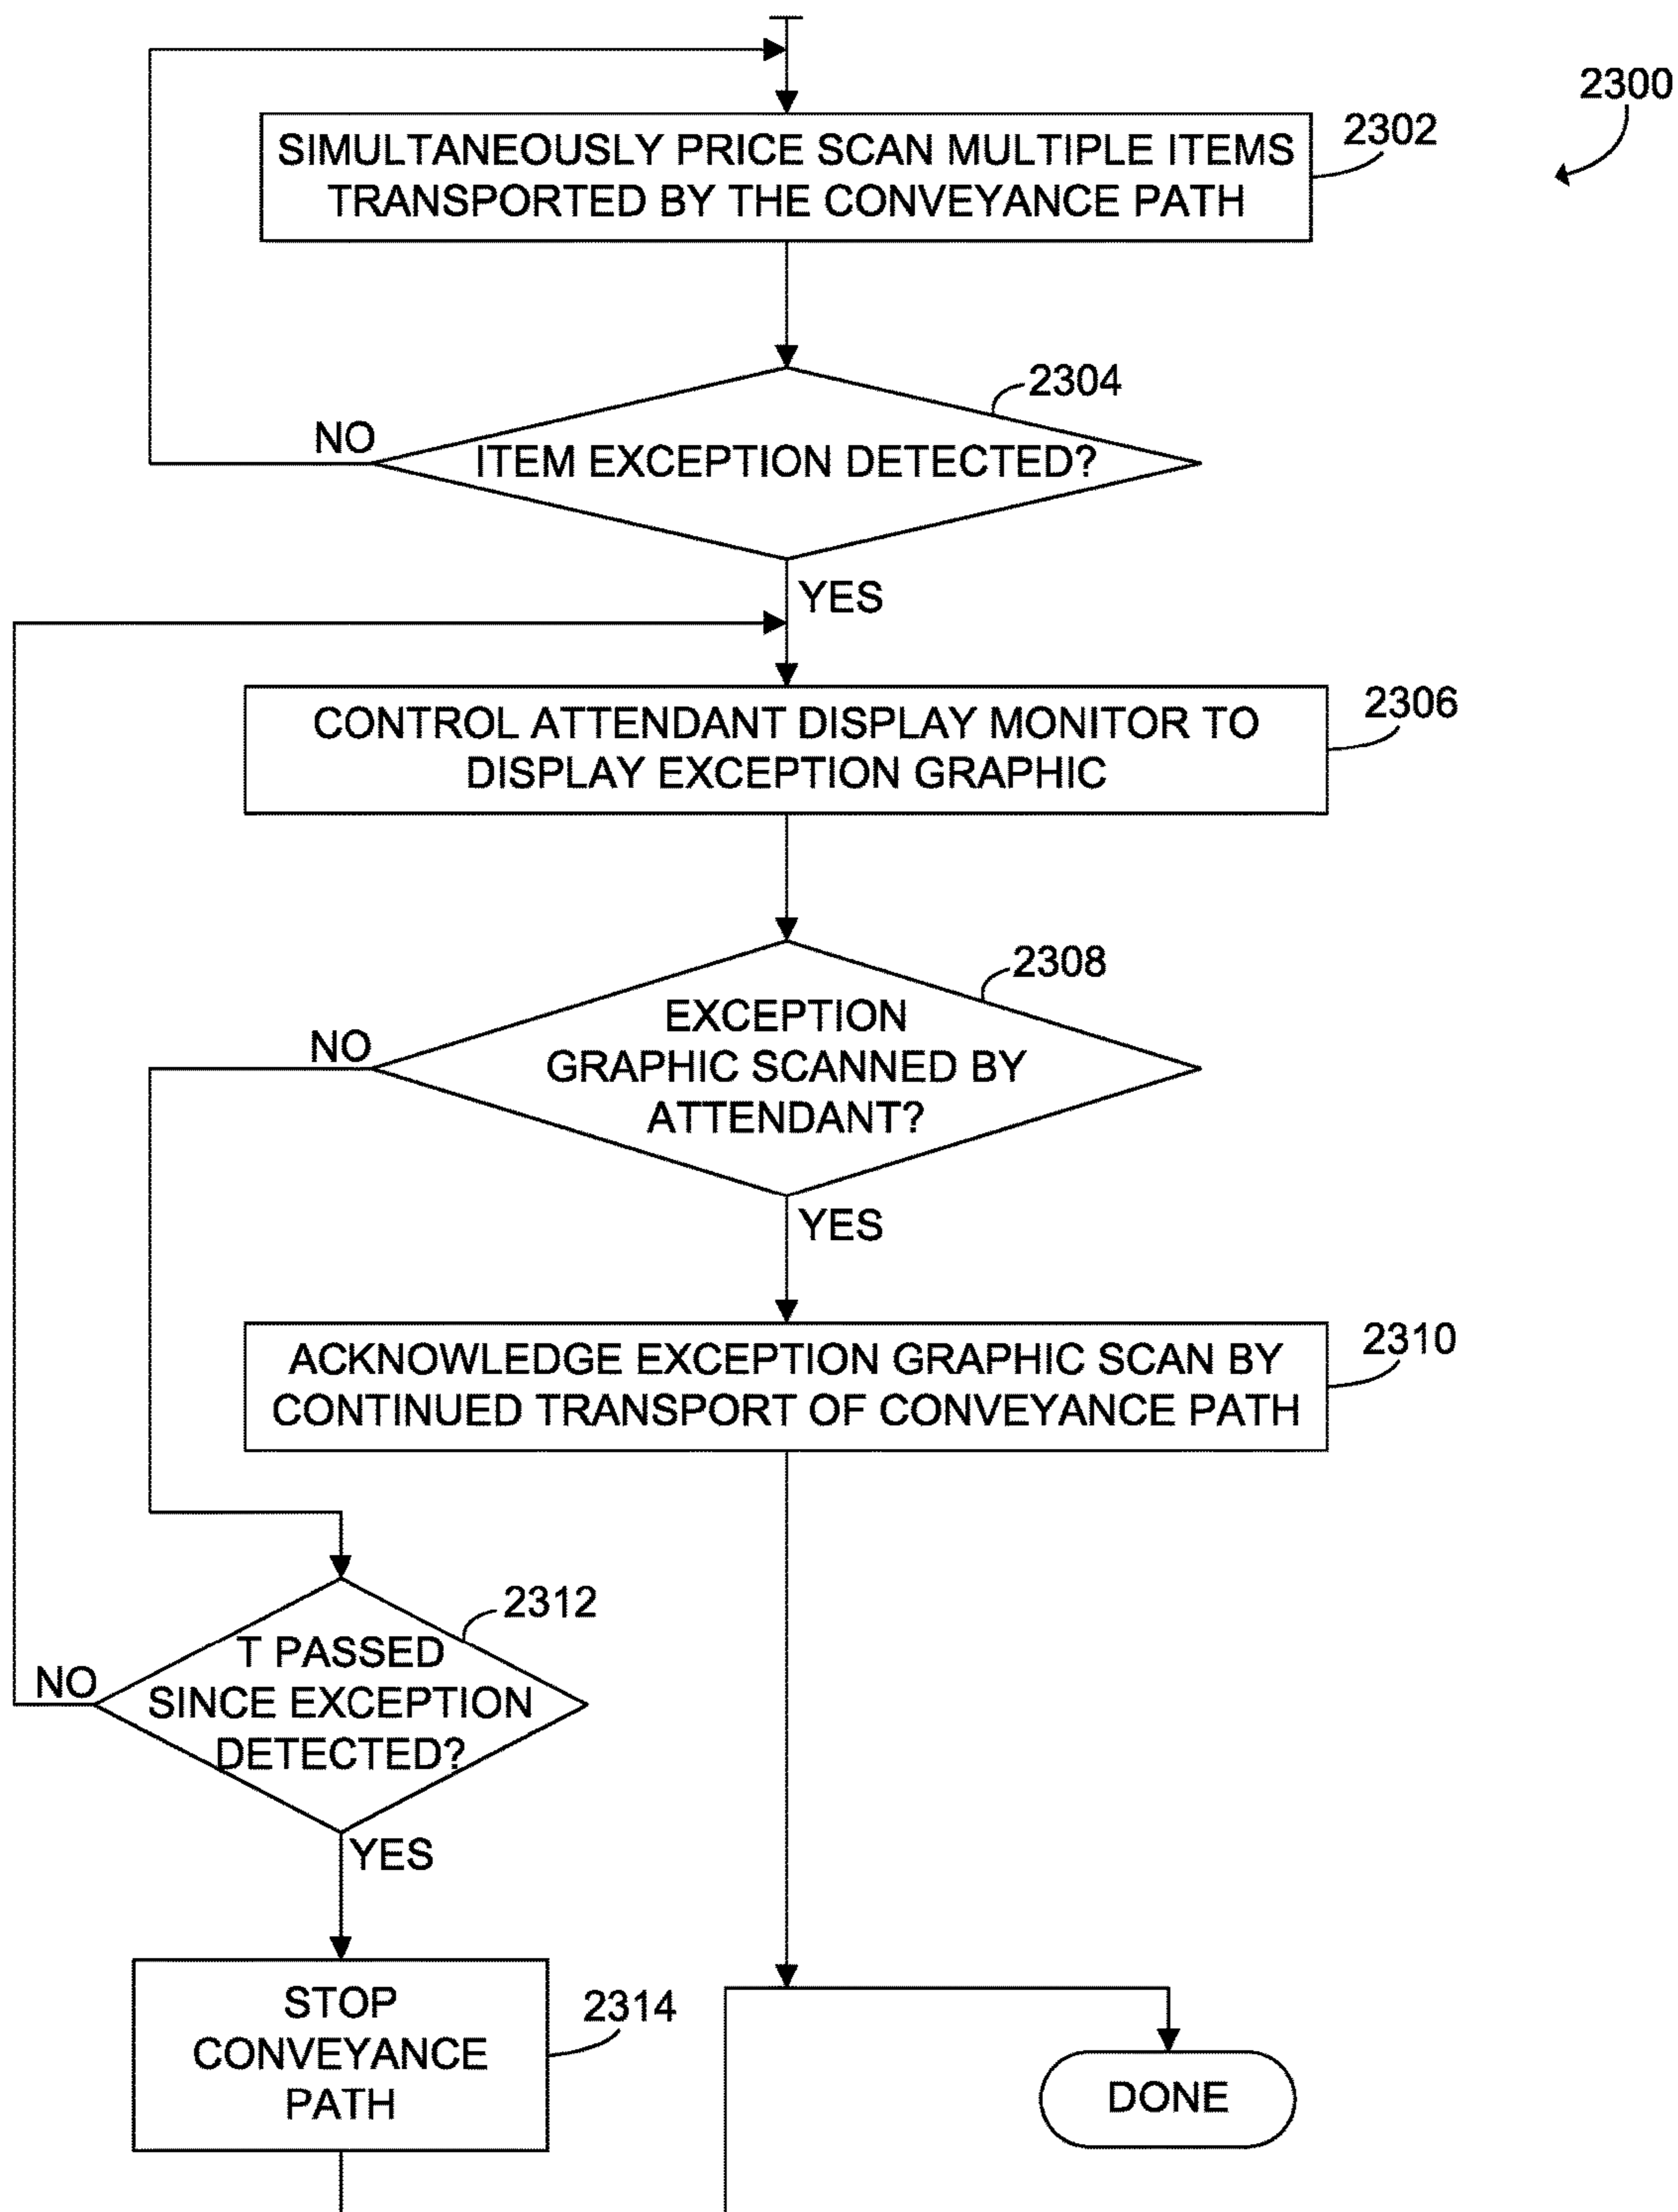 2300
SIMULTANEOUSLY PRICE SCAN MULTIPLE ITEMS
TRANSPORTED BY THE CONVEYANCE PATH
2302
2304
NO
ITEM EXCEPTION DETECTED?
YES
CONTROL ATTENDANT DISPLAY MONITOR TO
DISPLAY EXCEPTION GRAPHIC
2306
2308
NO
EXCEPTION
GRAPHIC SCANNED BY
ATTENDANT?
YES
ACKNOWLEDGE EXCEPTION GRAPHIC SCAN BY
CONTINUED TRANSPORT OF CONVEYANCE PATH
2310
2312
NO
T PASSED
SINCE EXCEPTION
DETECTED?
YES
STOP
CONVEYANCE
PATH
2314
DONE